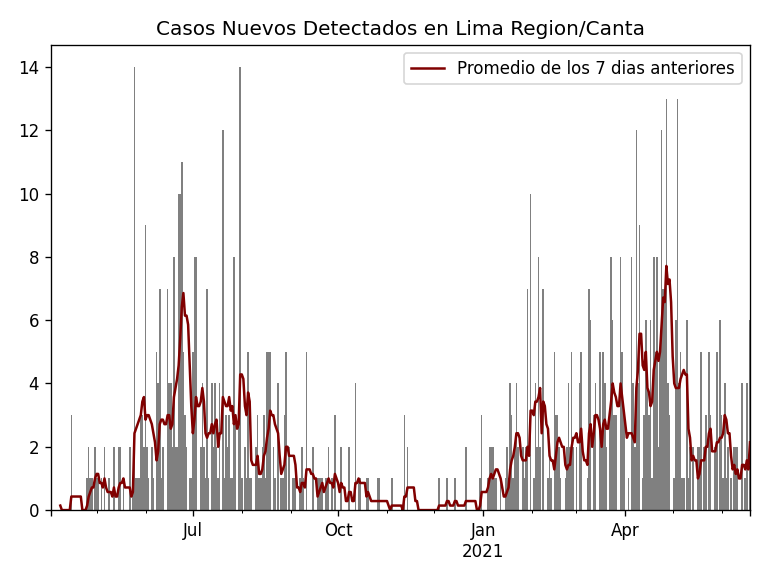 Casos Nuevos Detectados en Lima Region/Canta
Promedio de los 7 dias anteriores
14
12
10
8
6
4
2
0
Jul
Oct
Jan
2021
Apr